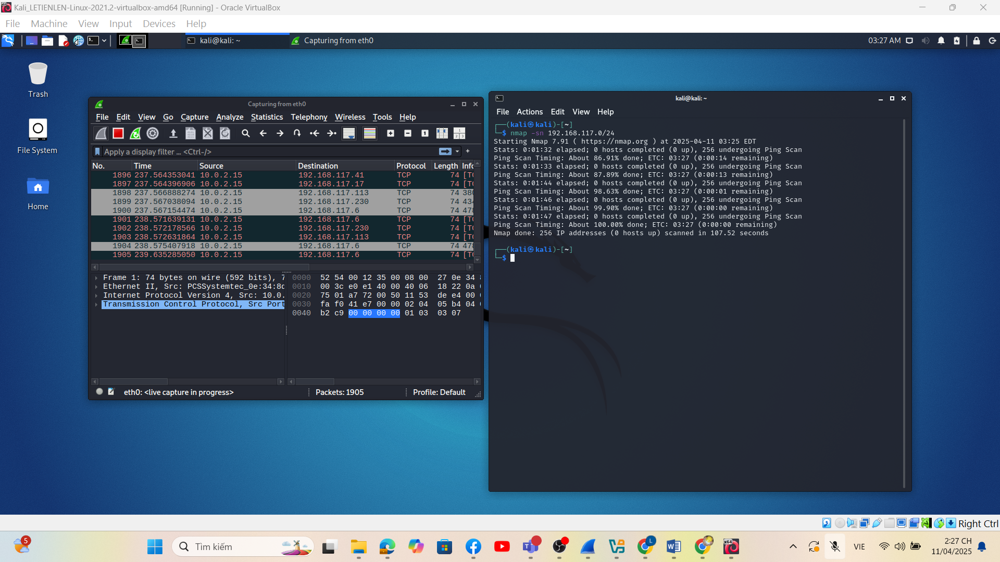 Kali_LETIENLEN-Linux-2021.2-virtualbox-amd64 [Running] - Oracle VirtualBox
File Machine View Input Devices Help
kali@kali: ~
Capturing from eth0
03:27 AM
Trash
File System
Home
Capturing from eth0
File Edit View Go Capture Analyze Statistics Telephony Wireless Tools Help
Apply a display filter ... <Ctrl-/>
No. Time Source Destination Protocol Length Info
1896 237.564353041 10.0.2.15 192.168.117.41 TCP 74 [TC
1897 237.564396906 10.0.2.15 192.168.117.17 TCP 74 [TC
1898 237.566888274 10.0.2.15 192.168.117.113 TCP 74 380
1899 237.567038094 10.0.2.15 192.168.117.230 TCP 74 434
1900 237.567154474 10.0.2.15 192.168.117.6 TCP 74 478
1901 238.571639131 10.0.2.15 192.168.117.6 TCP 74 [TC
1902 238.572178566 10.0.2.15 192.168.117.230 TCP 74 [TC
1903 238.572631864 10.0.2.15 192.168.117.113 TCP 74 [TC
1904 238.575407918 10.0.2.15 192.168.117.6 TCP 74 478
1905 239.635285050 10.0.2.15 192.168.117.6 TCP 74 [TC
Frame 1: 74 bytes on wire (592 bits), 7
Ethernet II, Src: PCSSystemtec_0e:34:8d
Internet Protocol Version 4, Src: 10.0.
Transmission Control Protocol, Src Port
0000 52 54 00 12 35 00 08 00 27 0e 34
0010 00 3c e0 e1 40 00 40 06 18 22 0a
0020 75 01 a7 72 00 50 11 53 de e4 00
0030 fa f0 41 e7 00 00 02 04 05 b4 04
0040 b2 c9 00 00 00 00 01 03 03 07
eth0: <live capture in progress> Packets: 1905 Profile: Default
kali@kali: ~
File Actions Edit View Help
┌──(kali㉿kali)-[~]
└─$ nmap -sn 192.168.117.0/24
Starting Nmap 7.91 ( https://nmap.org ) at 2025-04-11 03:25 EDT
Stats: 0:01:32 elapsed; 0 hosts completed (0 up), 256 undergoing Ping Scan
Ping Scan Timing: About 86.91% done; ETC: 03:27 (0:00:14 remaining)
Stats: 0:01:33 elapsed; 0 hosts completed (0 up), 256 undergoing Ping Scan
Ping Scan Timing: About 87.89% done; ETC: 03:27 (0:00:13 remaining)
Stats: 0:01:44 elapsed; 0 hosts completed (0 up), 256 undergoing Ping Scan
Ping Scan Timing: About 98.63% done; ETC: 03:27 (0:00:01 remaining)
Stats: 0:01:46 elapsed; 0 hosts completed (0 up), 256 undergoing Ping Scan
Ping Scan Timing: About 99.90% done; ETC: 03:27 (0:00:00 remaining)
Stats: 0:01:47 elapsed; 0 hosts completed (0 up), 256 undergoing Ping Scan
Ping Scan Timing: About 100.00% done; ETC: 03:27 (0:00:00 remaining)
Nmap done: 256 IP addresses (0 hosts up) scanned in 107.52 seconds
┌──(kali㉿kali)-[~]
└─$
Right Ctrl
5
Tìm kiếm
L
x64
VIE
2:27 CH
11/04/2025